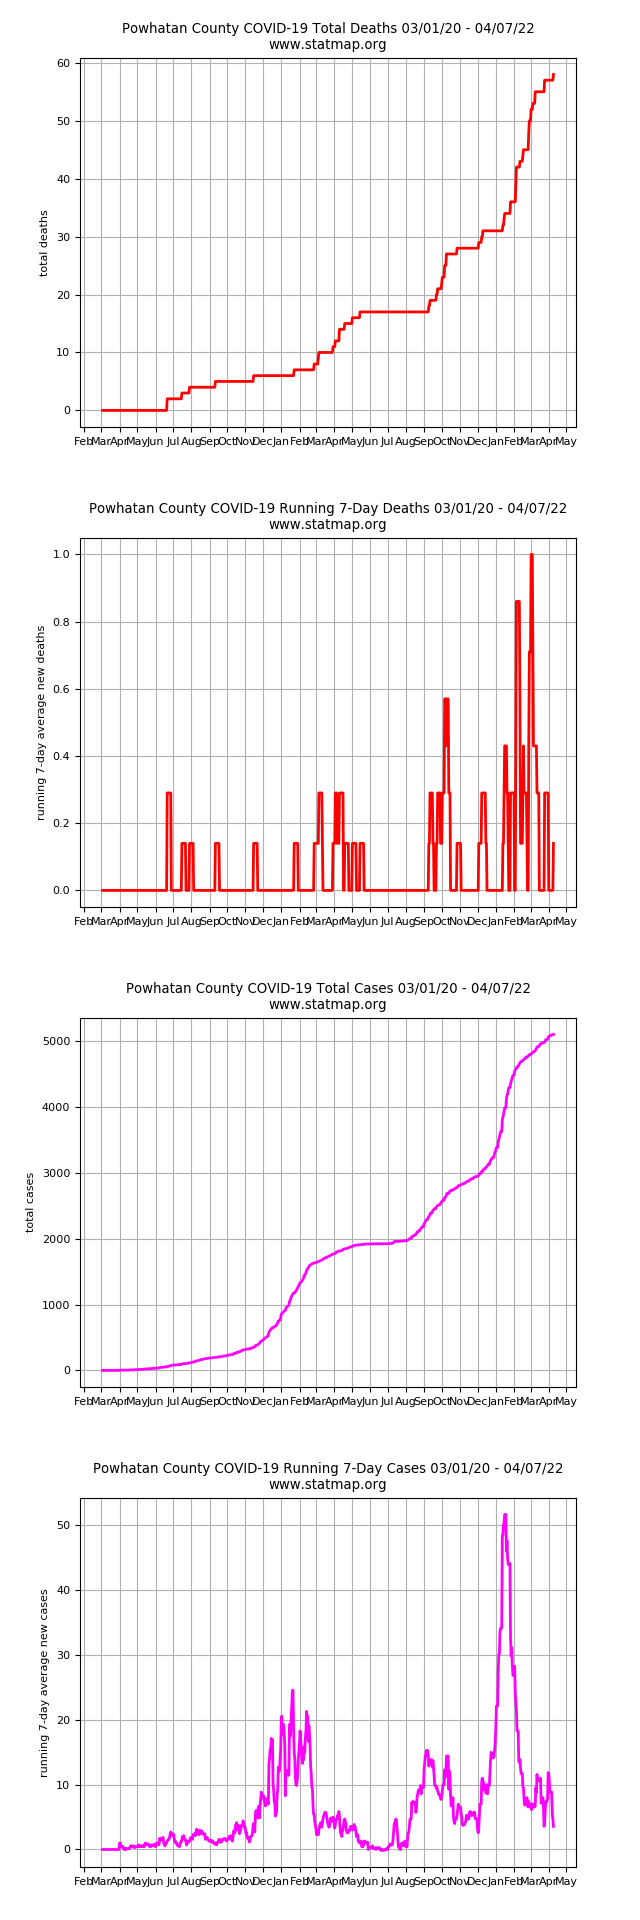 Powhatan County COVID-19 Total Deaths 03/01/20 - 04/07/22
www.statmap.org
60
50
40
30
20
10
0
total deaths
Feb Mar Apr May Jun Jul Aug Sep Oct Nov Dec Jan Feb Mar Apr May Jun Jul Aug Sep Oct Nov Dec Jan Feb Mar Apr May
Powhatan County COVID-19 Running 7-Day Deaths 03/01/20 - 04/07/22
www.statmap.org
1.0
0.8
0.6
0.4
0.2
0.0
running 7-day average new deaths
Feb Mar Apr May Jun Jul Aug Sep Oct Nov Dec Jan Feb Mar Apr May Jun Jul Aug Sep Oct Nov Dec Jan Feb Mar Apr May
Powhatan County COVID-19 Total Cases 03/01/20 - 04/07/22
www.statmap.org
5000
4000
3000
2000
1000
0
total cases
Feb Mar Apr May Jun Jul Aug Sep Oct Nov Dec Jan Feb Mar Apr May Jun Jul Aug Sep Oct Nov Dec Jan Feb Mar Apr May
Powhatan County COVID-19 Running 7-Day Cases 03/01/20 - 04/07/22
www.statmap.org
50
40
30
20
10
0
running 7-day average new cases
Feb Mar Apr May Jun Jul Aug Sep Oct Nov Dec Jan Feb Mar Apr May Jun Jul Aug Sep Oct Nov Dec Jan Feb Mar Apr May